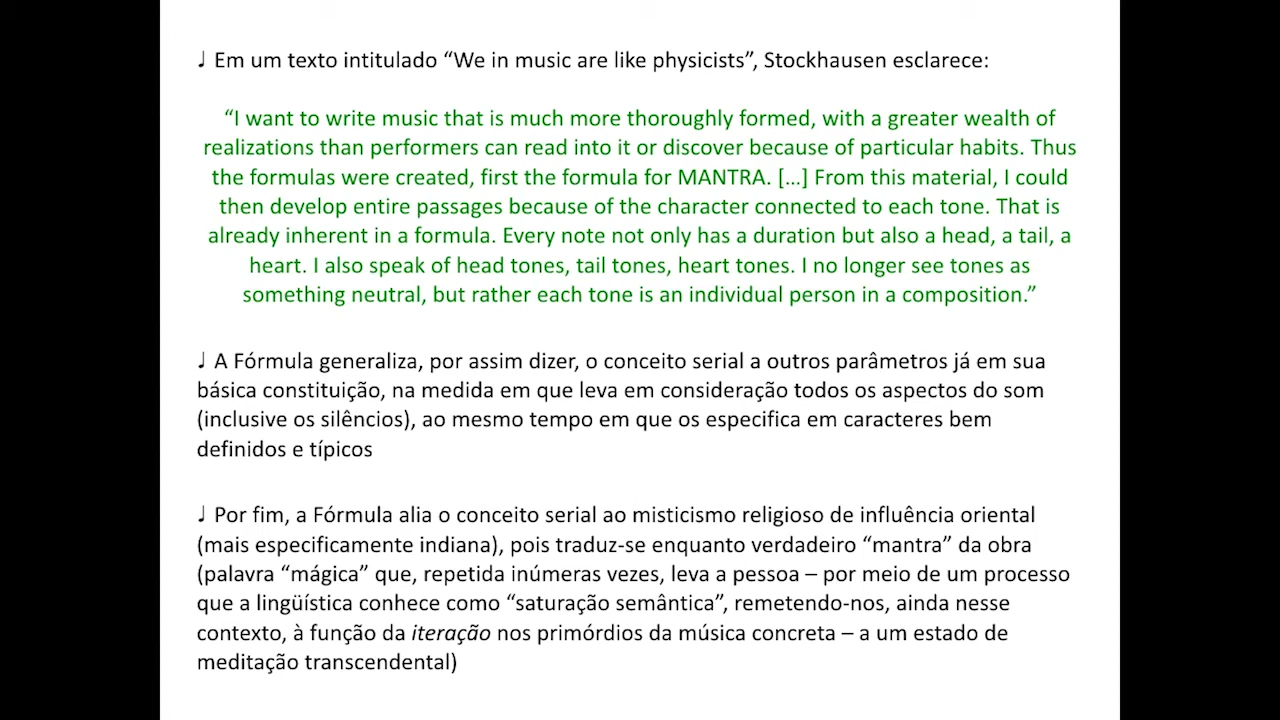 ♩ Em um texto intitulado “We in music are like physicists”, Stockhausen esclarece:
“I want to write music that is much more thoroughly formed, with a greater wealth of
realizations than performers can read into it or discover because of particular habits. Thus
the formulas were created, first the formula for MANTRA. […] From this material, I could
then develop entire passages because of the character connected to each tone. That is
already inherent in a formula. Every note not only has a duration but also a head, a tail, a
heart. I also speak of head tones, tail tones, heart tones. I no longer see tones as
something neutral, but rather each tone is an individual person in a composition.”
♩ A Fórmula generaliza, por assim dizer, o conceito serial a outros parâmetros já em sua
básica constituição, na medida em que leva em consideração todos os aspectos do som
(inclusive os silêncios), ao mesmo tempo em que os especifica em caracteres bem
definidos e típicos
♩ Por fim, a Fórmula alia o conceito serial ao misticismo religioso de influência oriental
(mais especificamente indiana), pois traduz-se enquanto verdadeiro “mantra” da obra
(palavra “mágica” que, repetida inúmeras vezes, leva a pessoa – por meio de um processo
que a lingüística conhece como “saturação semântica”, remetendo-nos, ainda nesse
contexto, à função da iteração nos primórdios da música concreta – a um estado de
meditação transcendental)